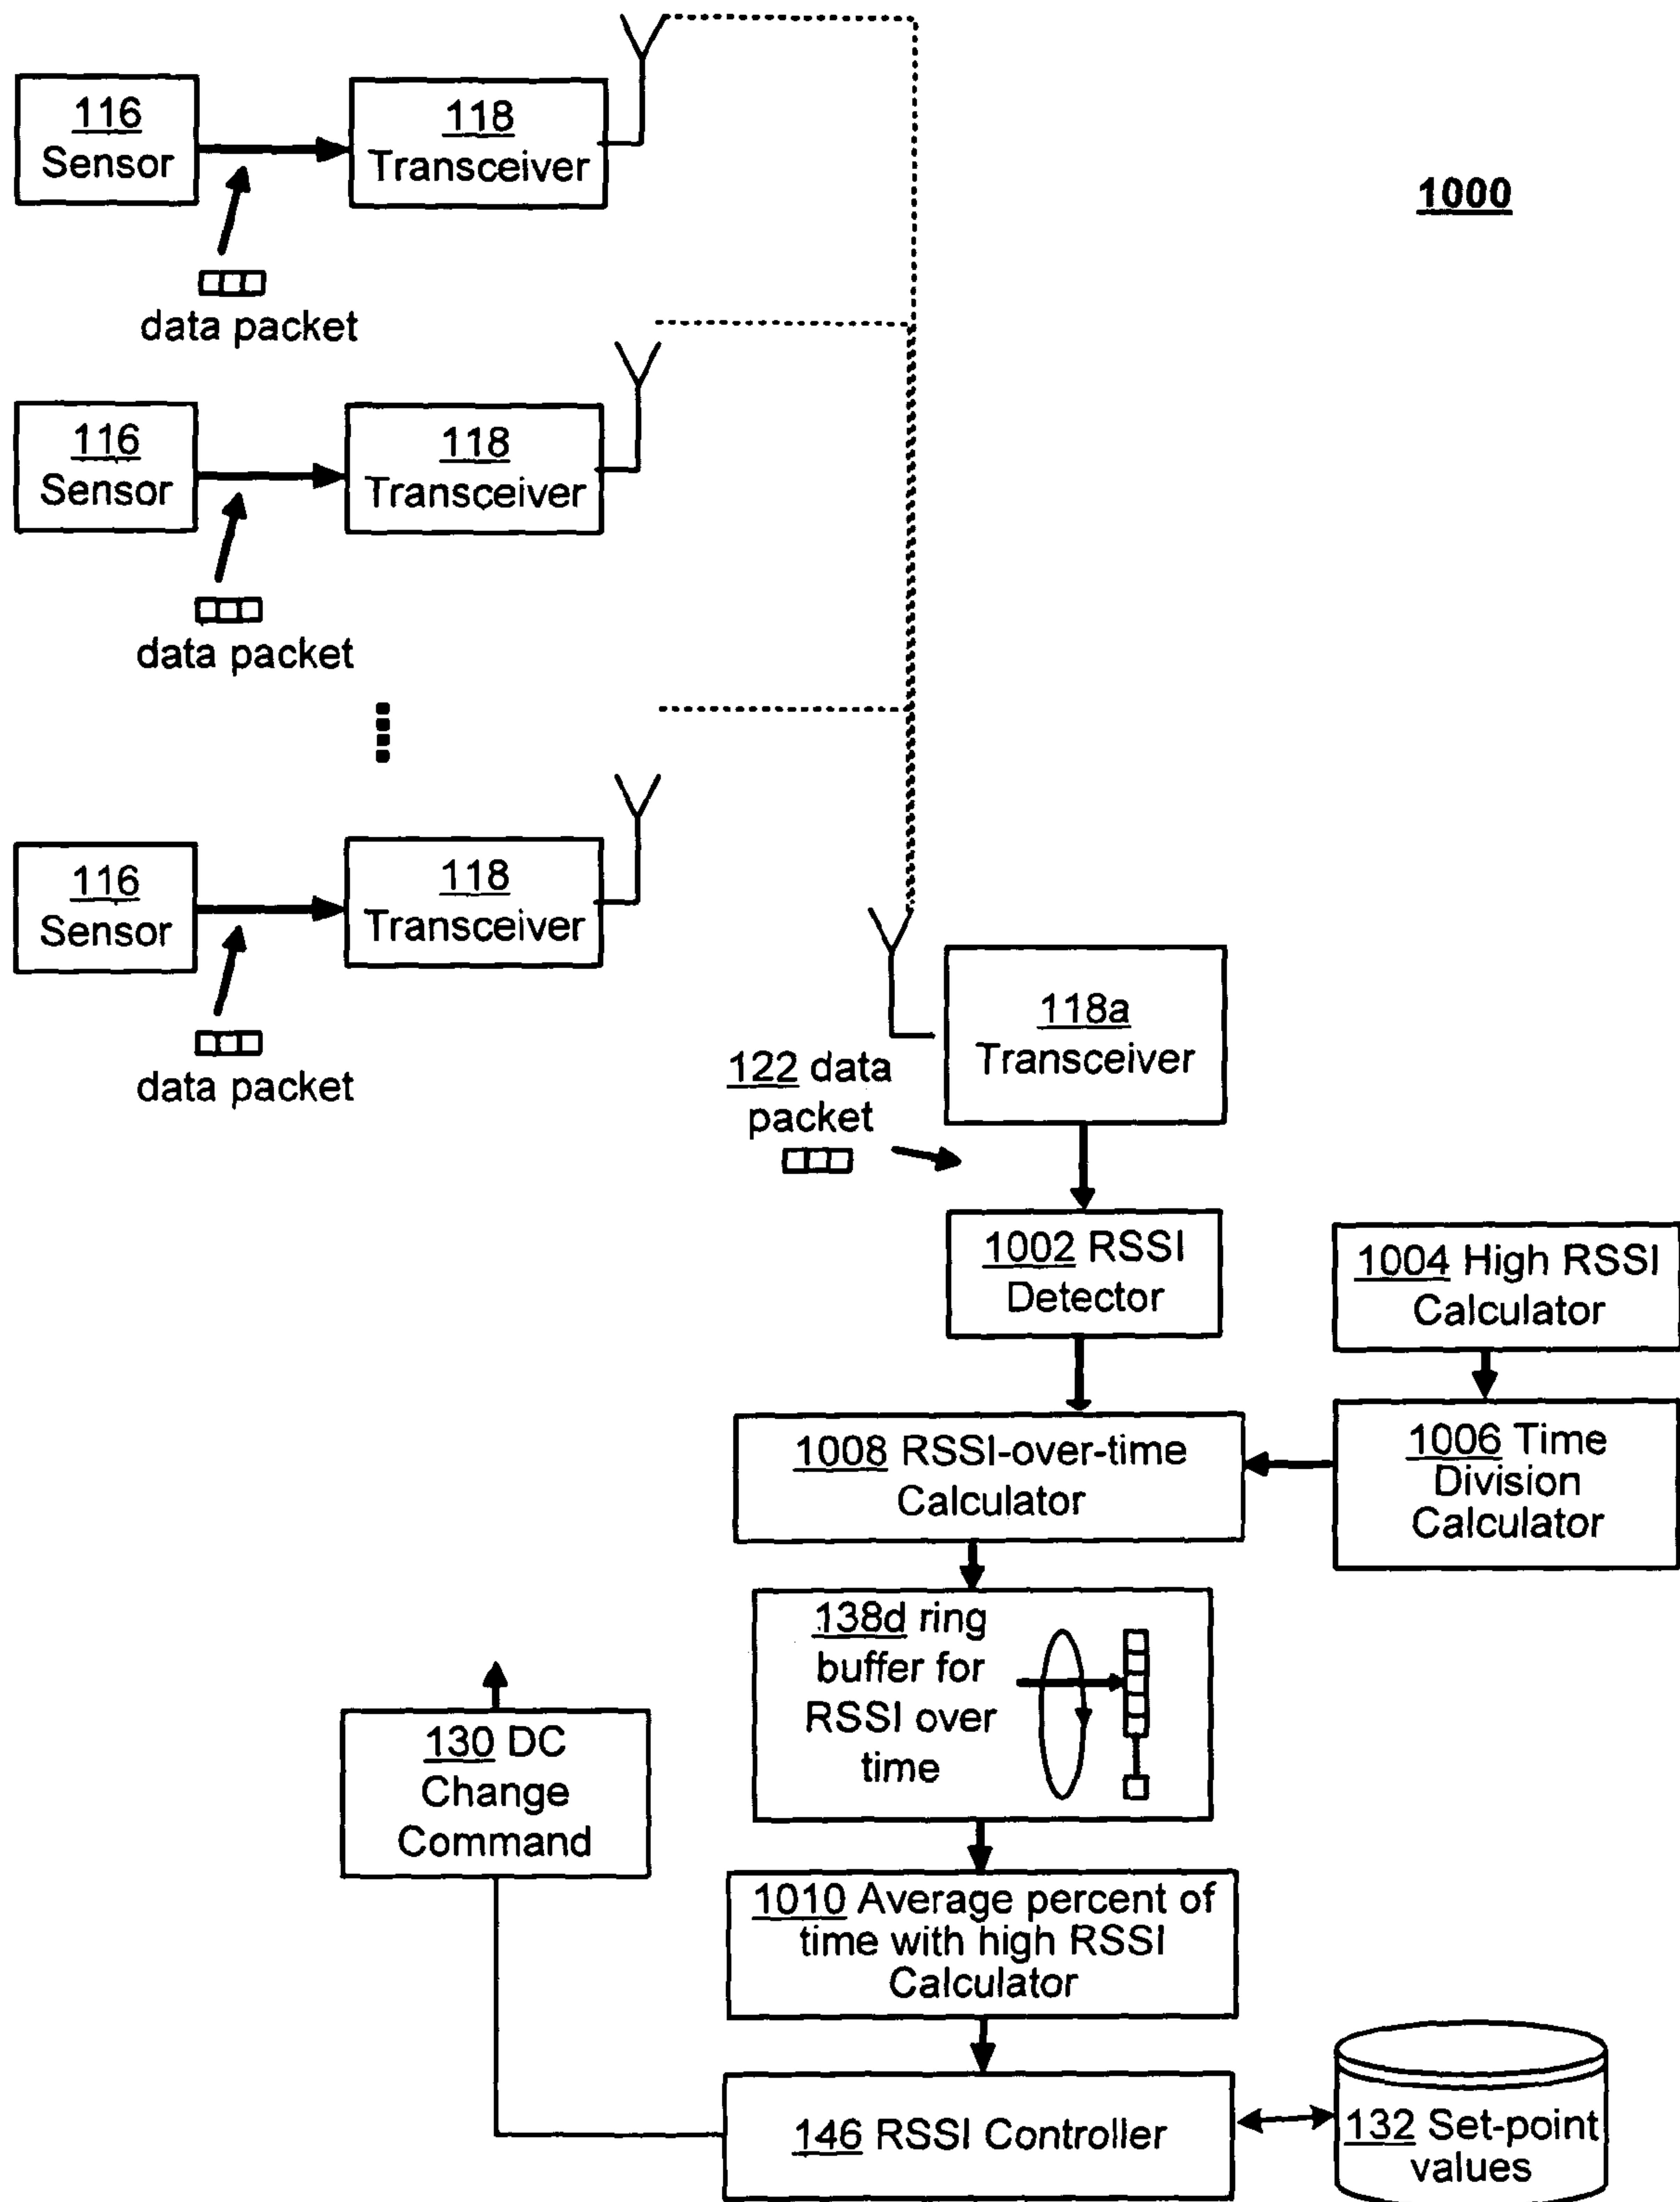 116
Sensor
118
Transceiver
1000
data packet
116
Sensor
118
Transceiver
data packet
116
Sensor
118
Transceiver
data packet
118a
Transceiver
122 data
packet
1002 RSSI
Detector
1004 High RSSI
Calculator
1008 RSSI-over-time
Calculator
1006 Time
Division
Calculator
138d ring
buffer for
RSSI over
time
130 DC
Change
Command
1010 Average percent of
time with high RSSI
Calculator
146 RSSI Controller
132 Set-point
values